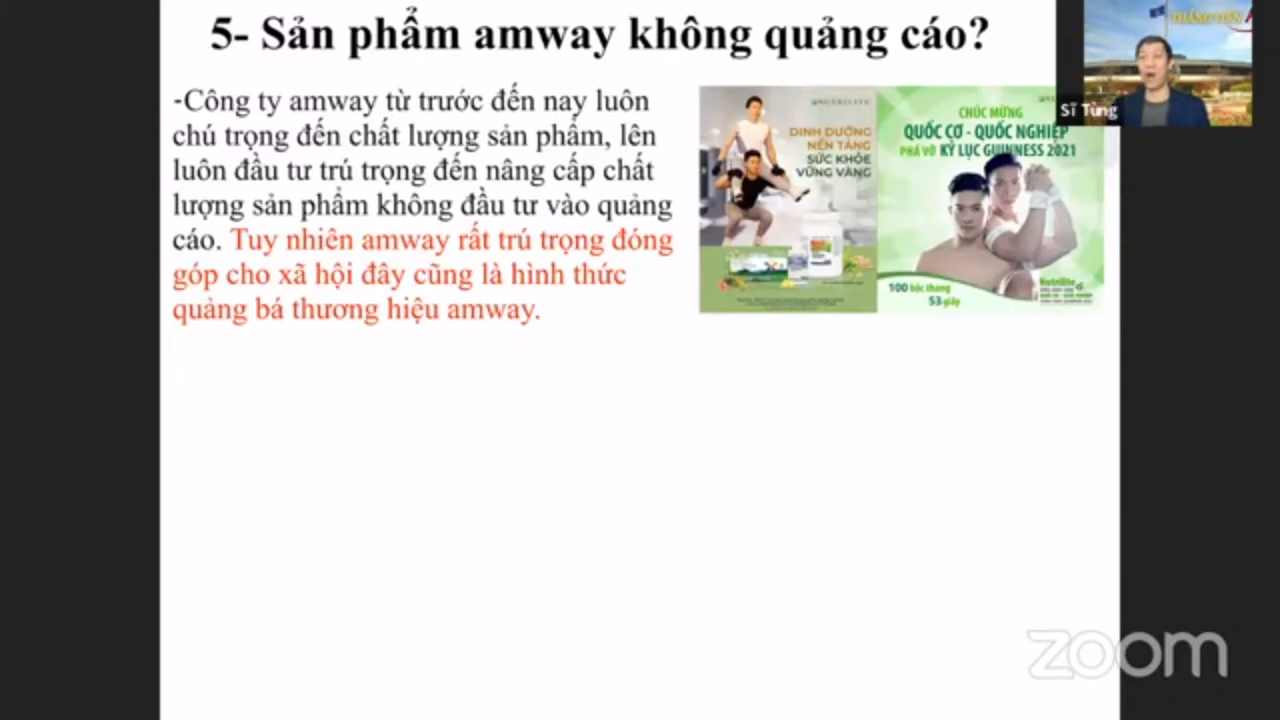 5- Sản phẩm amway không quảng cáo?
-Công ty amway từ trước đến nay luôn
chú trọng đến chất lượng sản phẩm, lên
luôn đầu tư trú trọng đến nâng cấp chất
lượng sản phẩm không đầu tư vào quảng
cáo. Tuy nhiên amway rất trú trọng đóng
góp cho xã hội đây cũng là hình thức
quảng bá thương hiệu amway.
NUTRILITE
DINH DƯỠNG
NỀN TẢNG
SỨC KHỎE
VỮNG VÀNG
CHÚC MỪNG
QUỐC CƠ - QUỐC NGHIỆP
PHÁ VỠ KỶ LỤC GUINNESS 2021
100 bậc thang
53 giây
Nutrilite
THĂNG TIẾN
Sĩ Tùng
zoom